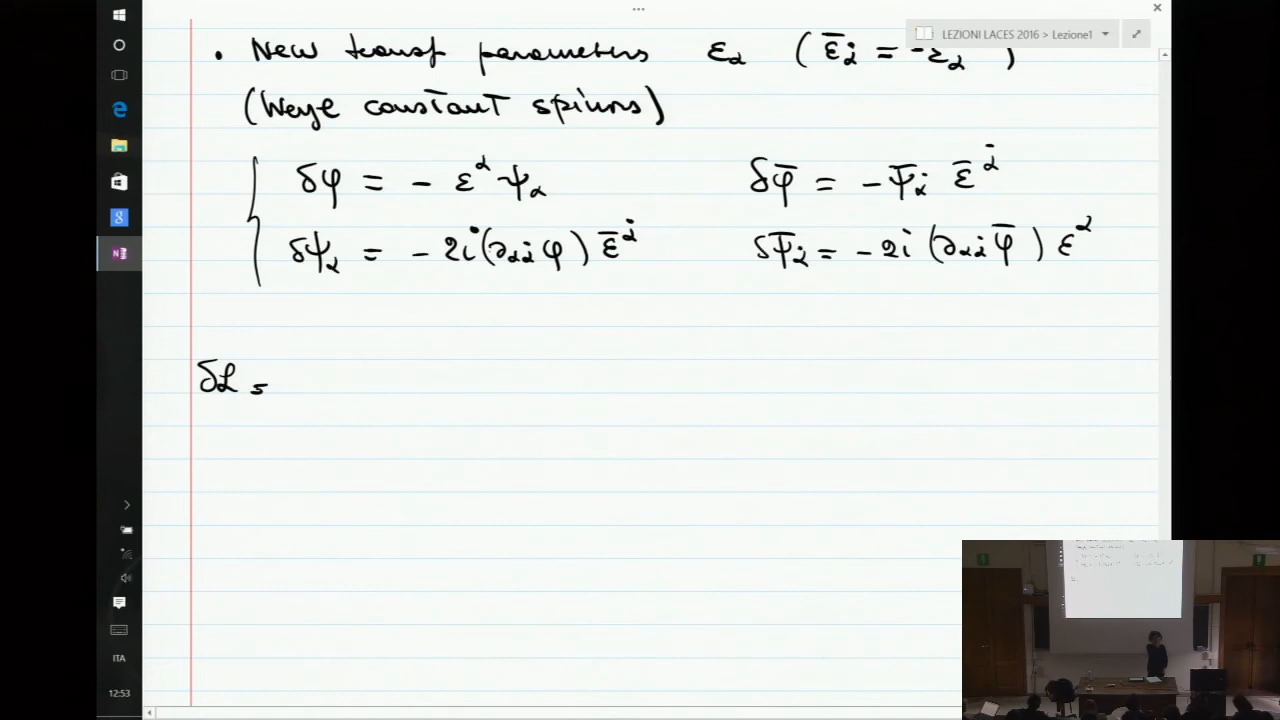 LEZIONI LACES 2016 > Lezione1
• New transf parameters ε_α ( ε̄_α̇ = -ε_α )
(Weyl constant spinors)
δφ = - ε^α ψ_α    δφ̄ = - ψ̄_α̇ ε̄^α̇
δψ_α = - 2i (∂_αα̇ φ) ε̄^α̇    δψ̄_α̇ = - 2i (∂_αα̇ φ̄) ε^α
δℒ =
ITA
12:53